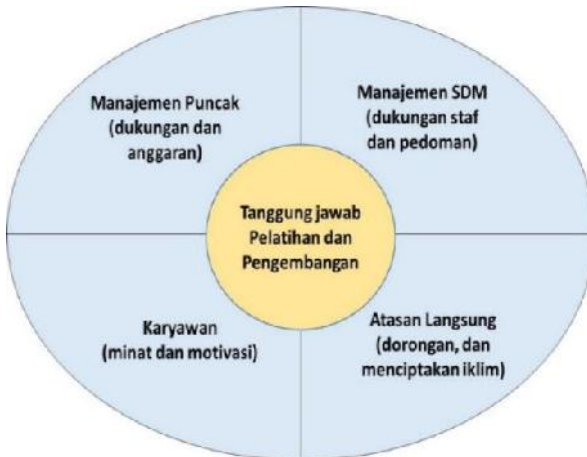 Manajemen Puncak
(dukungan dan
anggaran)
Manajemen SDM
(dukungan staf
dan pedoman)
Tanggung jawab
Pelatihan dan
Pengembangan
Karyawan
(minat dan motivasi)
Atasan Langsung
(dorongan, dan
menciptakan iklim)